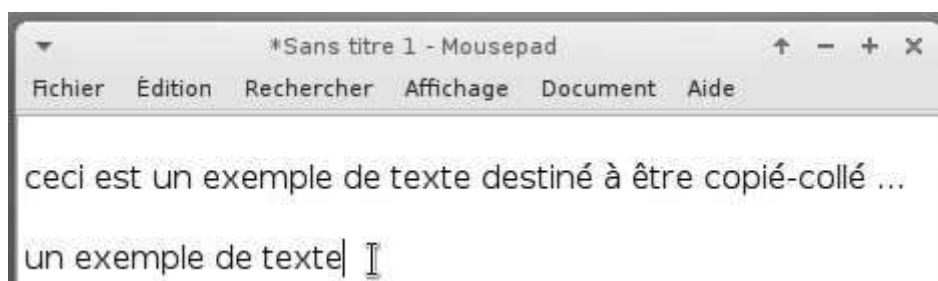 *Sans titre 1 - Mousepad
Fichier Édition Rechercher Affichage Document Aide
ceci est un exemple de texte destiné à être copié-collé ...
un exemple de texte